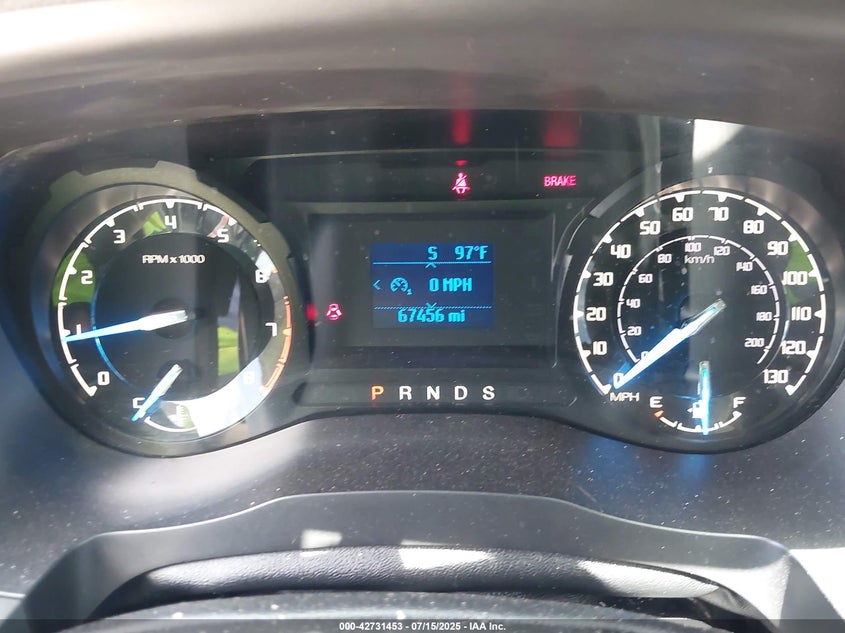 BRAKE
S 97°F
0 MPH
67456 mi
P R N D S
RPM x 1000
0 1 2 3 4 5 6 7 8
C
0 10 20 30 40 50 60 70 80 90 100 110 120 130
MPH
0 20 40 60 80 100 120 140 160 180 200
km/h
E F
000-42731453 - 07/15/2025 - IAA Inc.